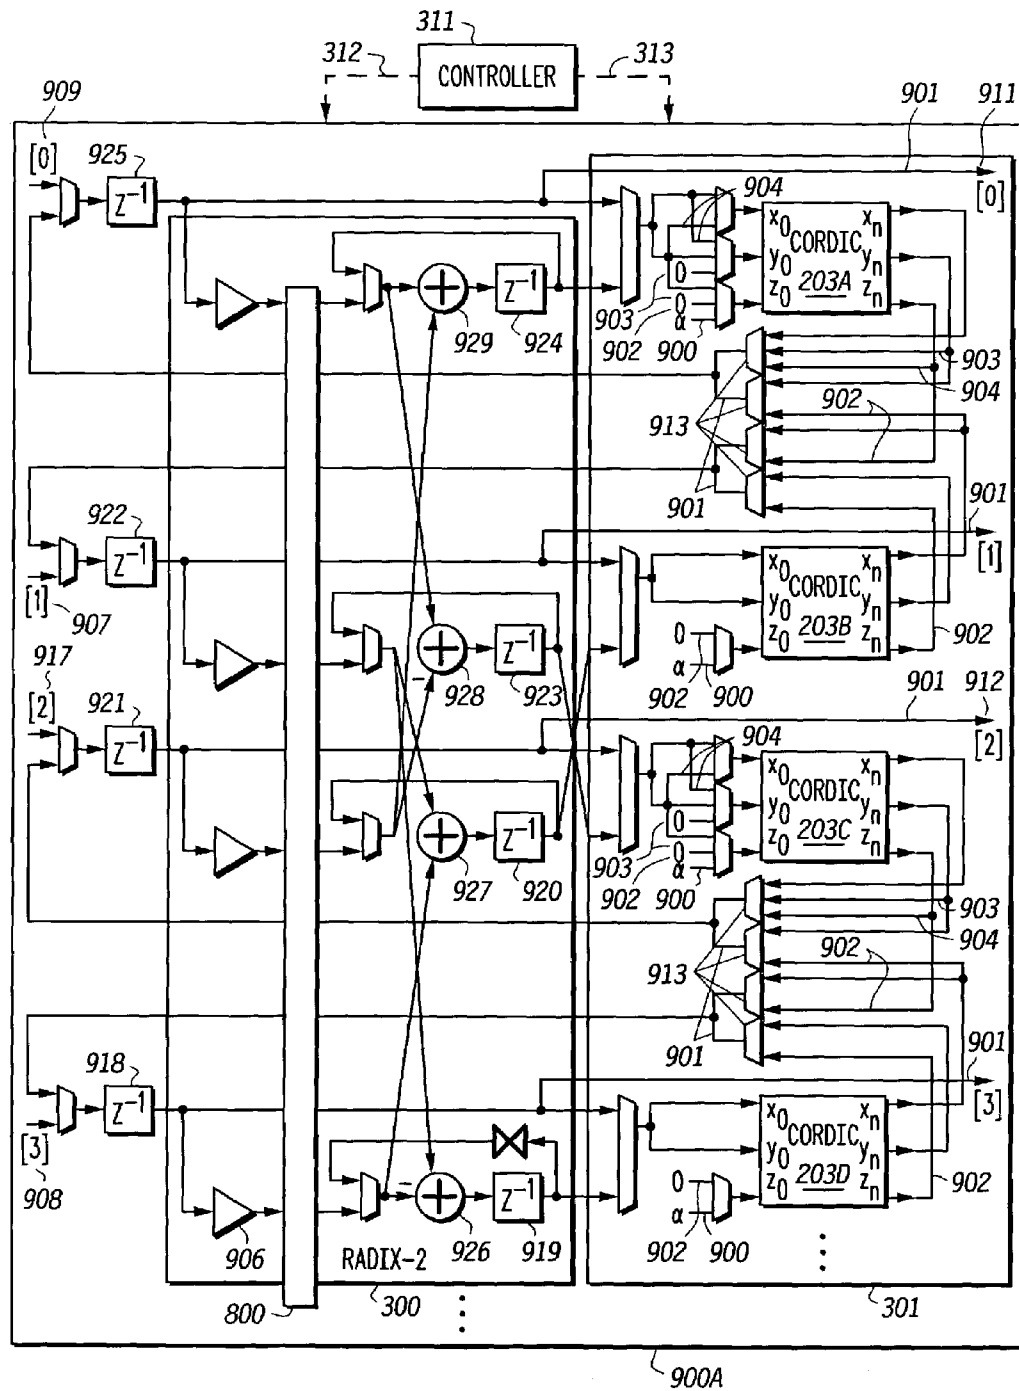 311
312
CONTROLLER
313
909
[0]
925
Z⁻¹
901
911
[0]
904
x₀ CORDIC xₙ
y₀ 203A yₙ
z₀ zₙ
0
0
α
903
902
900
929
Z⁻¹
924
903
904
902
913
901
901
922
Z⁻¹
[1]
907
[1]
x₀ CORDIC xₙ
y₀ 203B yₙ
z₀ zₙ
0
α
902
900
902
−
928
Z⁻¹
923
917
[2]
921
Z⁻¹
901
912
[2]
904
x₀ CORDIC xₙ
y₀ 203C yₙ
z₀ zₙ
0
0
α
903
902
900
927
Z⁻¹
920
903
904
902
913
901
901
918
Z⁻¹
[3]
908
[3]
x₀ CORDIC xₙ
y₀ 203D yₙ
z₀ zₙ
0
α
902
900
902
−
926
Z⁻¹
919
906
RADIX-2
800
300
301
900A